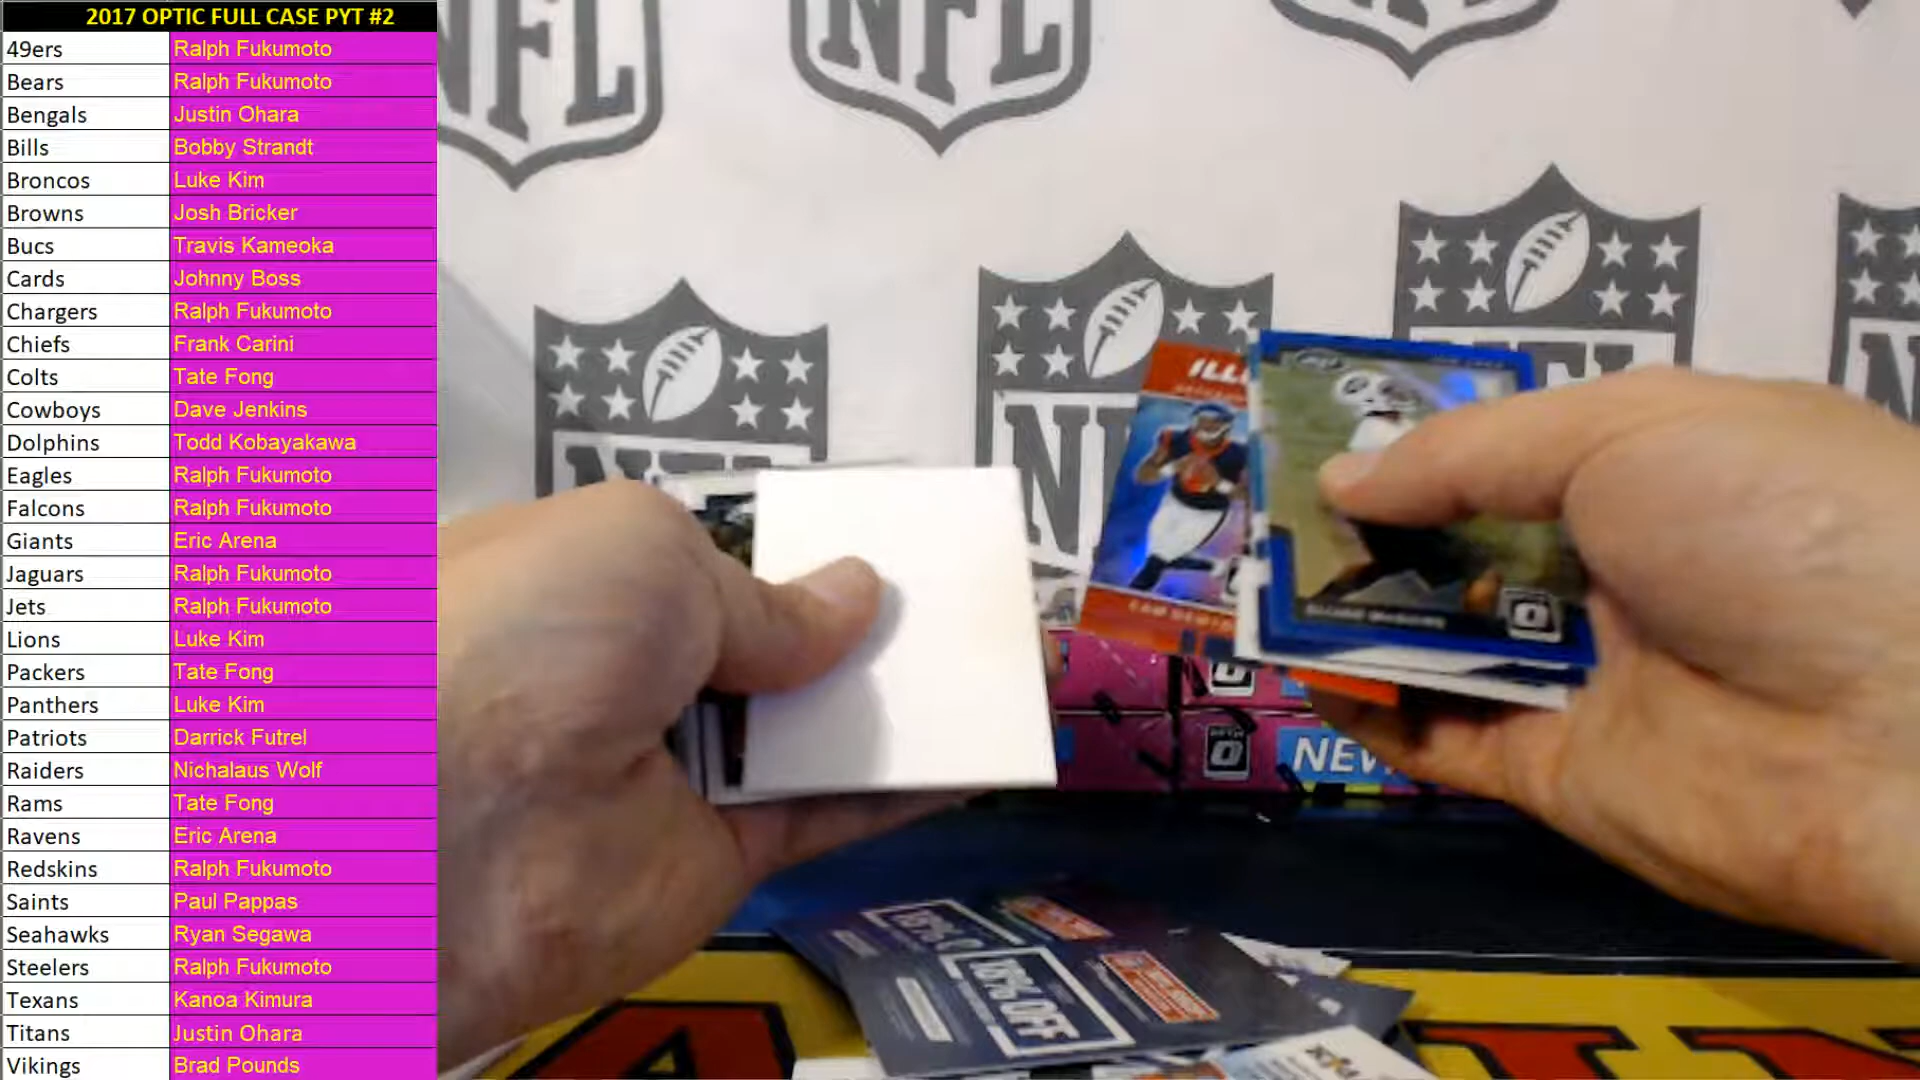 2017 OPTIC FULL CASE PYT #2
49ers Ralph Fukumoto
Bears Ralph Fukumoto
Bengals Justin Ohara
Bills Bobby Strandt
Broncos Luke Kim
Browns Josh Bricker
Bucs Travis Kameoka
Cards Johnny Boss
Chargers Ralph Fukumoto
Chiefs Frank Carini
Colts Tate Fong
Cowboys Dave Jenkins
Dolphins Todd Kobayakawa
Eagles Ralph Fukumoto
Falcons Ralph Fukumoto
Giants Eric Arena
Jaguars Ralph Fukumoto
Jets Ralph Fukumoto
Lions Luke Kim
Packers Tate Fong
Panthers Luke Kim
Patriots Darrick Futrel
Raiders Nichalaus Wolf
Rams Tate Fong
Ravens Eric Arena
Redskins Ralph Fukumoto
Saints Paul Pappas
Seahawks Ryan Segawa
Steelers Ralph Fukumoto
Texans Kanoa Kimura
Titans Justin Ohara
Vikings Brad Pounds
NFL
NFL
NFL
NFL
NFL
ILL
NEW
OFF